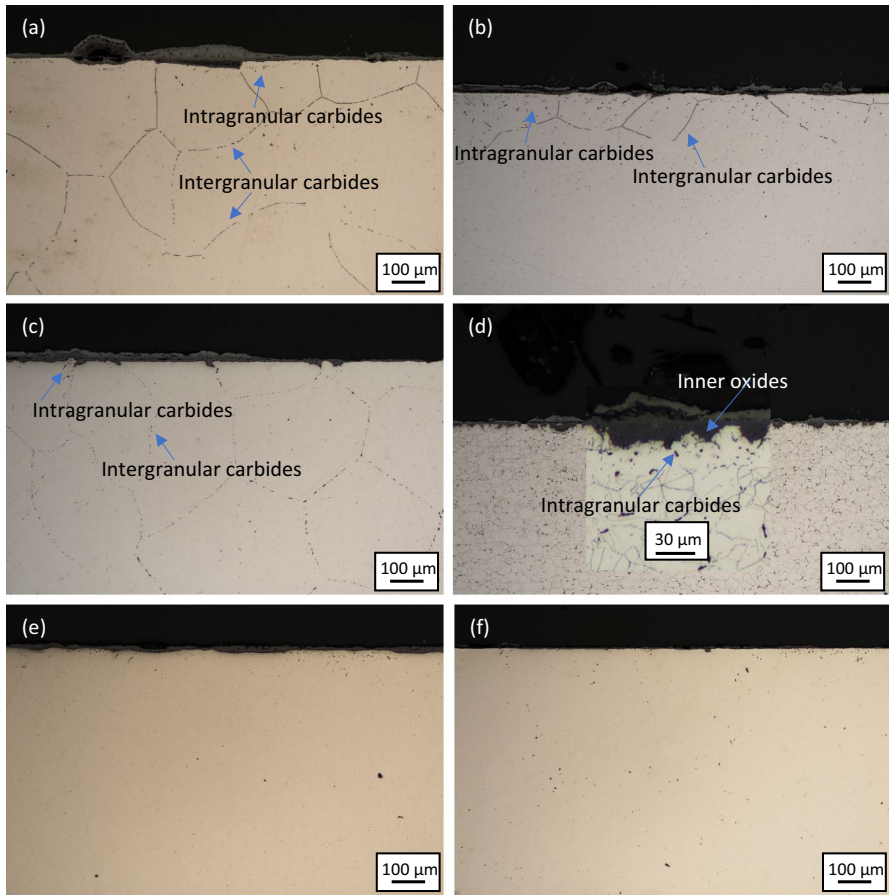 (a)
Intragranular carbides
Intergranular carbides
100 µm
(b)
Intragranular carbides
Intergranular carbides
100 µm
(c)
Intragranular carbides
Intergranular carbides
100 µm
(d)
Inner oxides
Intragranular carbides
30 µm
100 µm
(e)
100 µm
(f)
100 µm